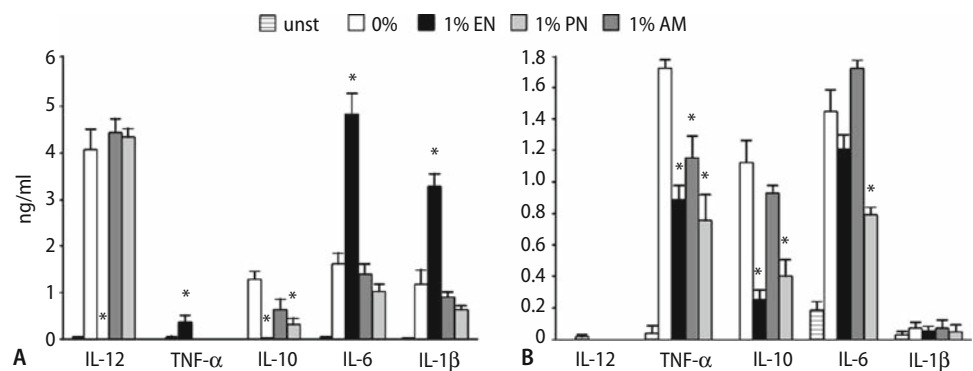 unst 0% 1% EN 1% PN 1% AM
6
5
4
3
2
1
0
ng/ml
* * * * * *
A IL-12 TNF-α IL-10 IL-6 IL-1β
1.8
1.6
1.4
1.2
1.0
0.8
0.6
0.4
0.2
0
* * * * * *
B IL-12 TNF-α IL-10 IL-6 IL-1β